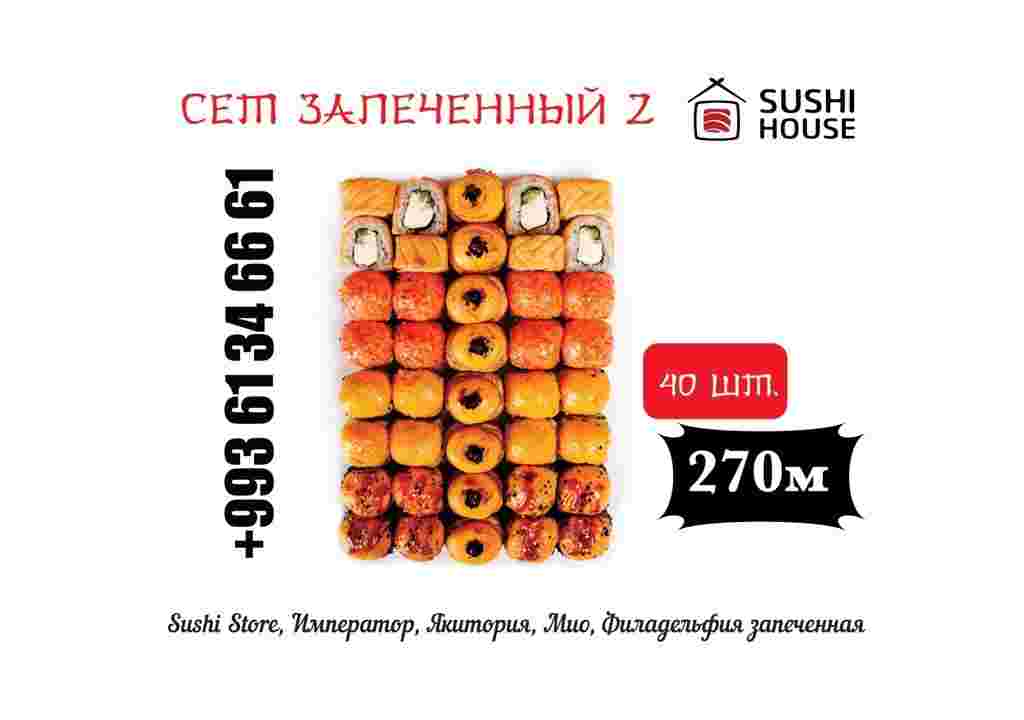 СЕТ ЗАПЕЧЕННЫЙ 2
SUSHI
HOUSE
+993 61 34 66 61
40 шт.
270м
Sushi Store, Император, Якитория, Мио, Филадельфия запеченная